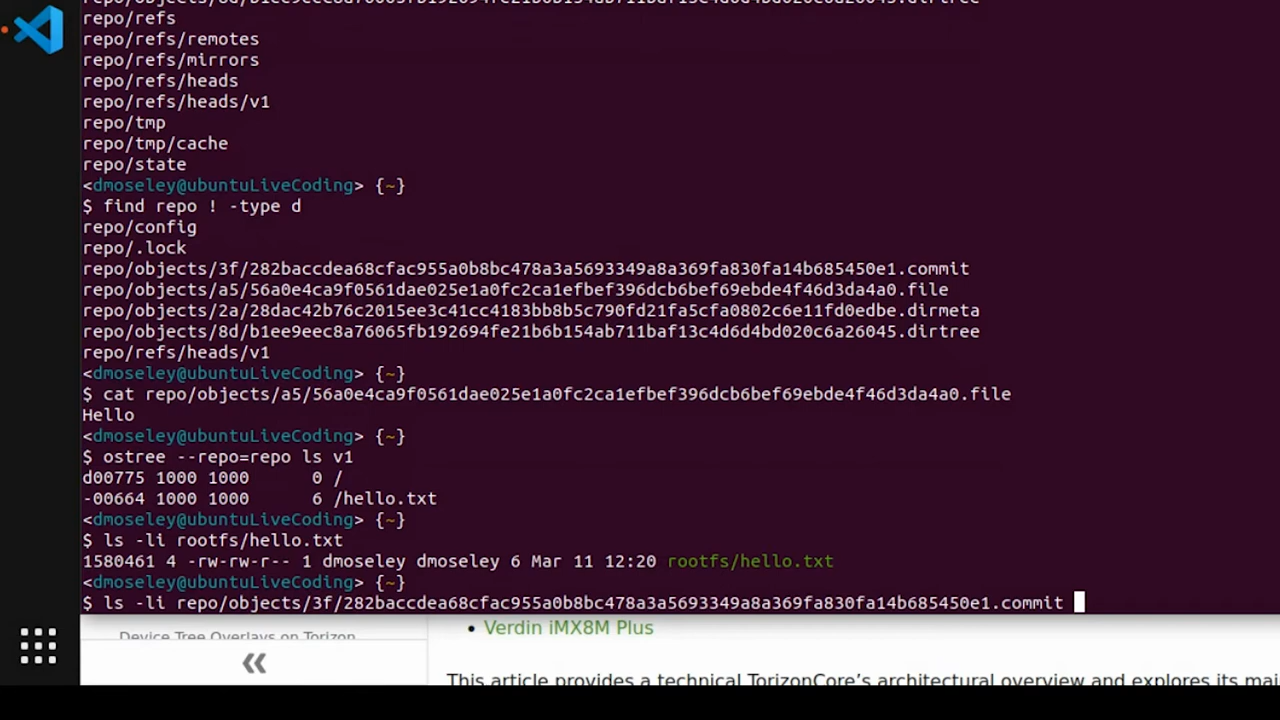 repo/objects/8d/b1ee9eec8a76065fb192694fe21b6b154ab711baf13c4d6d4bd020c6a26045.dirtree
repo/refs
repo/refs/remotes
repo/refs/mirrors
repo/refs/heads
repo/refs/heads/v1
repo/tmp
repo/tmp/cache
repo/state
<dmoseley@ubuntuLiveCoding> {~}
$ find repo ! -type d
repo/config
repo/.lock
repo/objects/3f/282baccdea68cfac955a0b8bc478a3a5693349a8a369fa830fa14b685450e1.commit
repo/objects/a5/56a0e4ca9f0561dae025e1a0fc2ca1efbef396dcb6bef69ebde4f46d3da4a0.file
repo/objects/2a/28dac42b76c2015ee3c41cc4183bb8b5c790fd21fa5cfa0802c6e11fd0edbe.dirmeta
repo/objects/8d/b1ee9eec8a76065fb192694fe21b6b154ab711baf13c4d6d4bd020c6a26045.dirtree
repo/refs/heads/v1
<dmoseley@ubuntuLiveCoding> {~}
$ cat repo/objects/a5/56a0e4ca9f0561dae025e1a0fc2ca1efbef396dcb6bef69ebde4f46d3da4a0.file
Hello
<dmoseley@ubuntuLiveCoding> {~}
$ ostree --repo=repo ls v1
d00775 1000 1000      0 /
-00664 1000 1000      6 /hello.txt
<dmoseley@ubuntuLiveCoding> {~}
$ ls -li rootfs/hello.txt
1580461 4 -rw-rw-r-- 1 dmoseley dmoseley 6 Mar 11 12:20 rootfs/hello.txt
<dmoseley@ubuntuLiveCoding> {~}
$ ls -li repo/objects/3f/282baccdea68cfac955a0b8bc478a3a5693349a8a369fa830fa14b685450e1.commit
Device Tree Overlays on Torizon
• Verdin iMX8M Plus
This article provides a technical TorizonCore's architectural overview and explores its mai